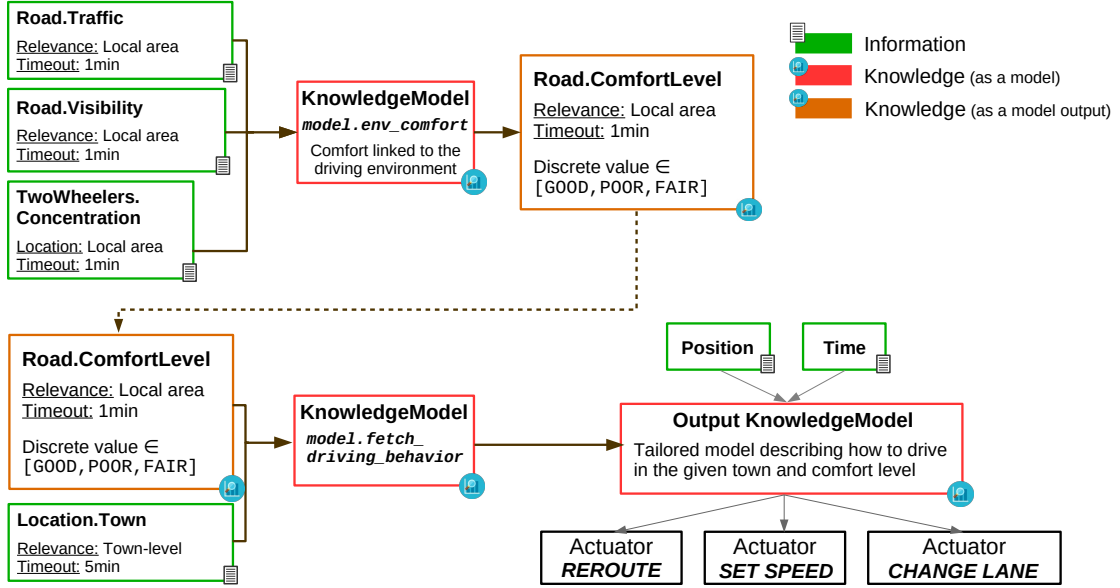 Road.Traffic
Relevance: Local area
Timeout: 1min
Road.Visibility
Relevance: Local area
Timeout: 1min
TwoWheelers.
Concentration
Location: Local area
Timeout: 1min
KnowledgeModel
model.env_comfort
Comfort linked to the
driving environment
Road.ComfortLevel
Relevance: Local area
Timeout: 1min
Discrete value ∈
[GOOD,POOR,FAIR]
Information
Knowledge (as a model)
Knowledge (as a model output)
Road.ComfortLevel
Relevance: Local area
Timeout: 1min
Discrete value ∈
[GOOD,POOR,FAIR]
Location.Town
Relevance: Town-level
Timeout: 5min
KnowledgeModel
model.fetch_
driving_behavior
Position
Time
Output KnowledgeModel
Tailored model describing how to drive
in the given town and comfort level
Actuator
REROUTE
Actuator
SET SPEED
Actuator
CHANGE LANE